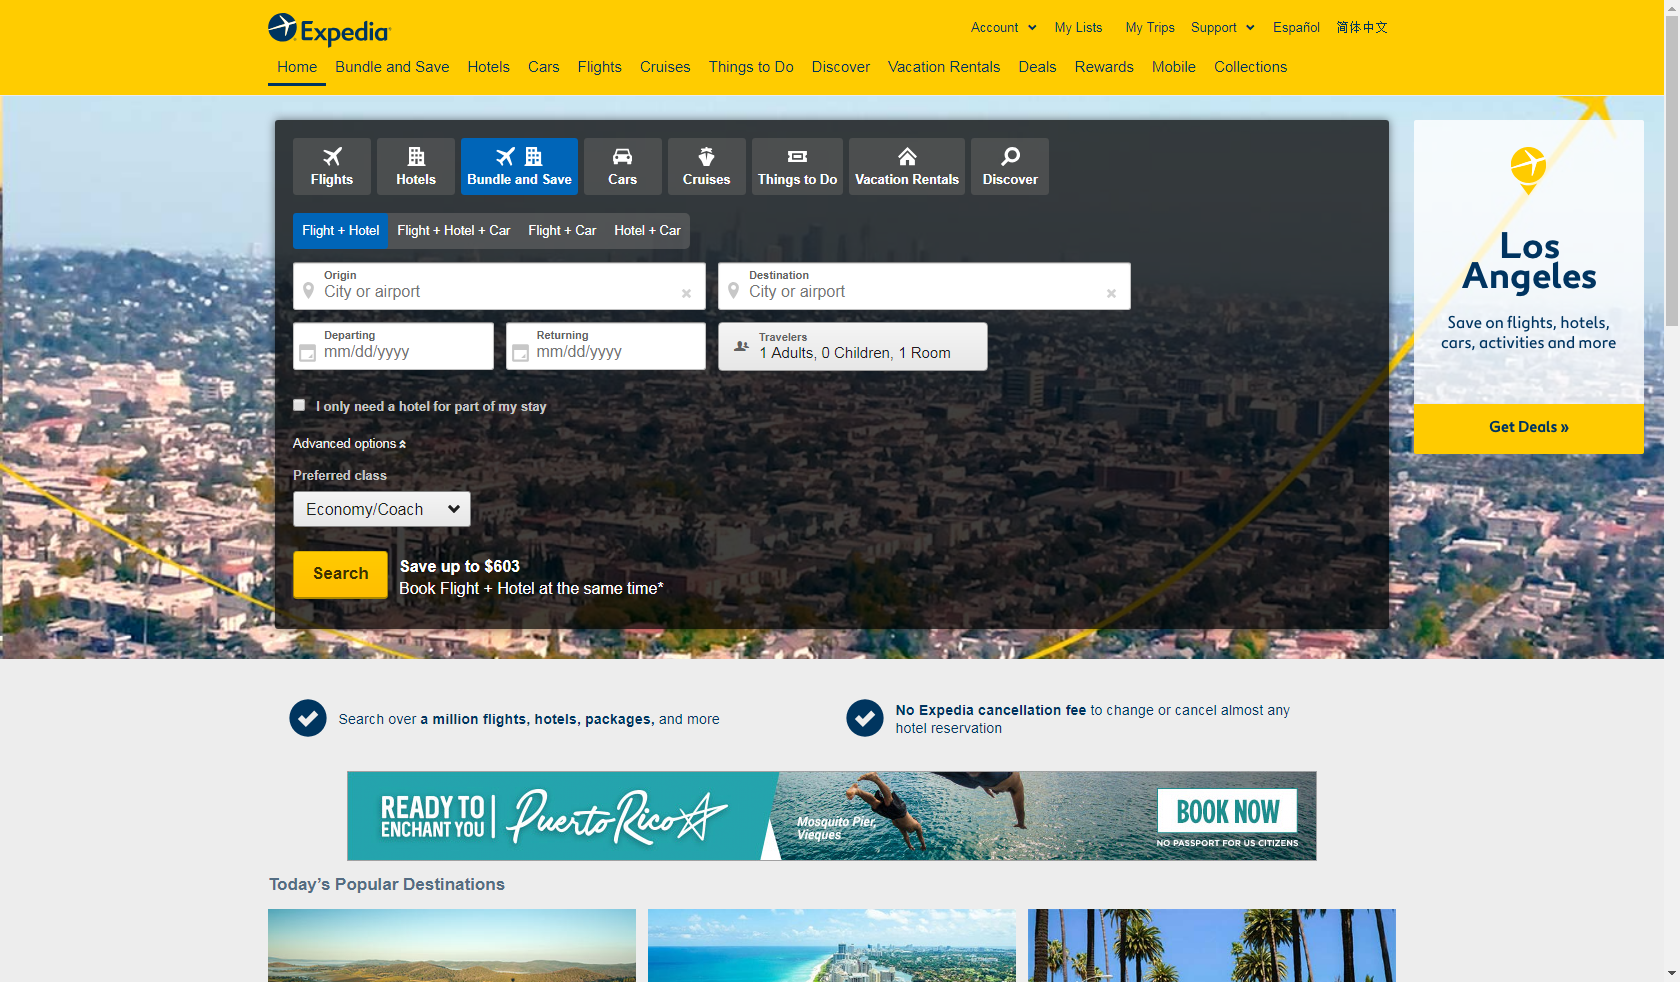 Expedia
Account
My Lists
My Trips
Support
Español
简体中文
Home
Bundle and Save
Hotels
Cars
Flights
Cruises
Things to Do
Discover
Vacation Rentals
Deals
Rewards
Mobile
Collections
Flights
Hotels
Bundle and Save
Cars
Cruises
Things to Do
Vacation Rentals
Discover
Flight + Hotel
Flight + Hotel + Car
Flight + Car
Hotel + Car
Origin
City or airport
Destination
City or airport
Departing
mm/dd/yyyy
Returning
mm/dd/yyyy
Travelers
1 Adults, 0 Children, 1 Room
I only need a hotel for part of my stay
Advanced options
Preferred class
Economy/Coach
Search
Save up to $603
Book Flight + Hotel at the same time*
Los
Angeles
Save on flights, hotels,
cars, activities and more
Get Deals »
Search over a million flights, hotels, packages, and more
No Expedia cancellation fee to change or cancel almost any
hotel reservation
READY TO
ENCHANT YOU
Puerto Rico
Mosquito Pier,
Vieques
BOOK NOW
NO PASSPORT FOR US CITIZENS
Today’s Popular Destinations